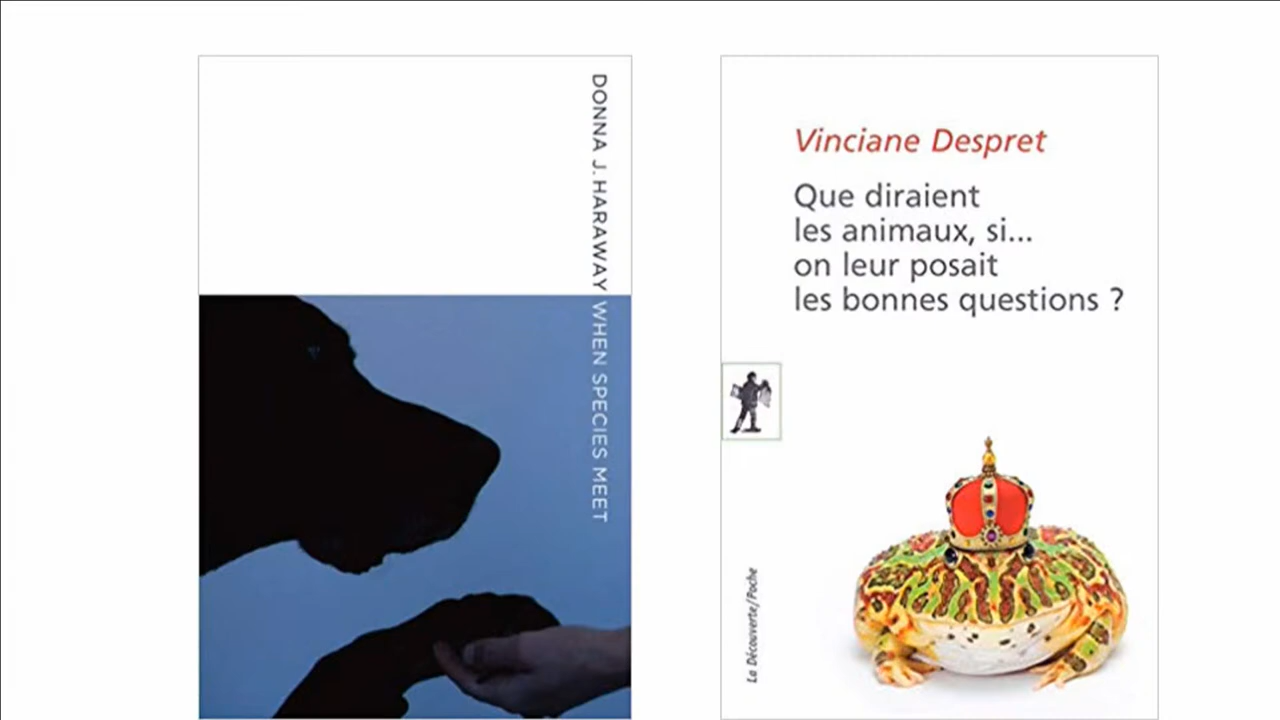 DONNA J. HARAWAY WHEN SPECIES MEET
Vinciane Despret
Que diraient
les animaux, si...
on leur posait
les bonnes questions ?
La Découverte/Poche